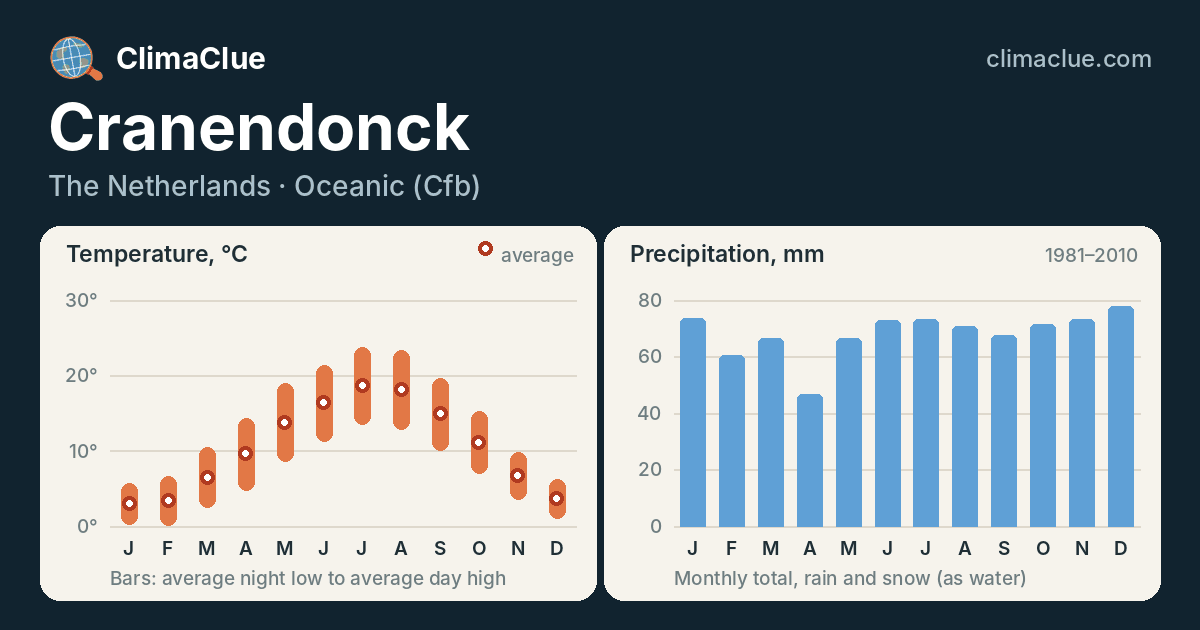 ClimaClue
climaclue.com
Cranendonck
The Netherlands · Oceanic (Cfb)
Temperature, °C
average
30°
20°
10°
0°
J F M A M J J A S O N D
Bars: average night low to average day high
Precipitation, mm
1981–2010
80
60
40
20
0
J F M A M J J A S O N D
Monthly total, rain and snow (as water)